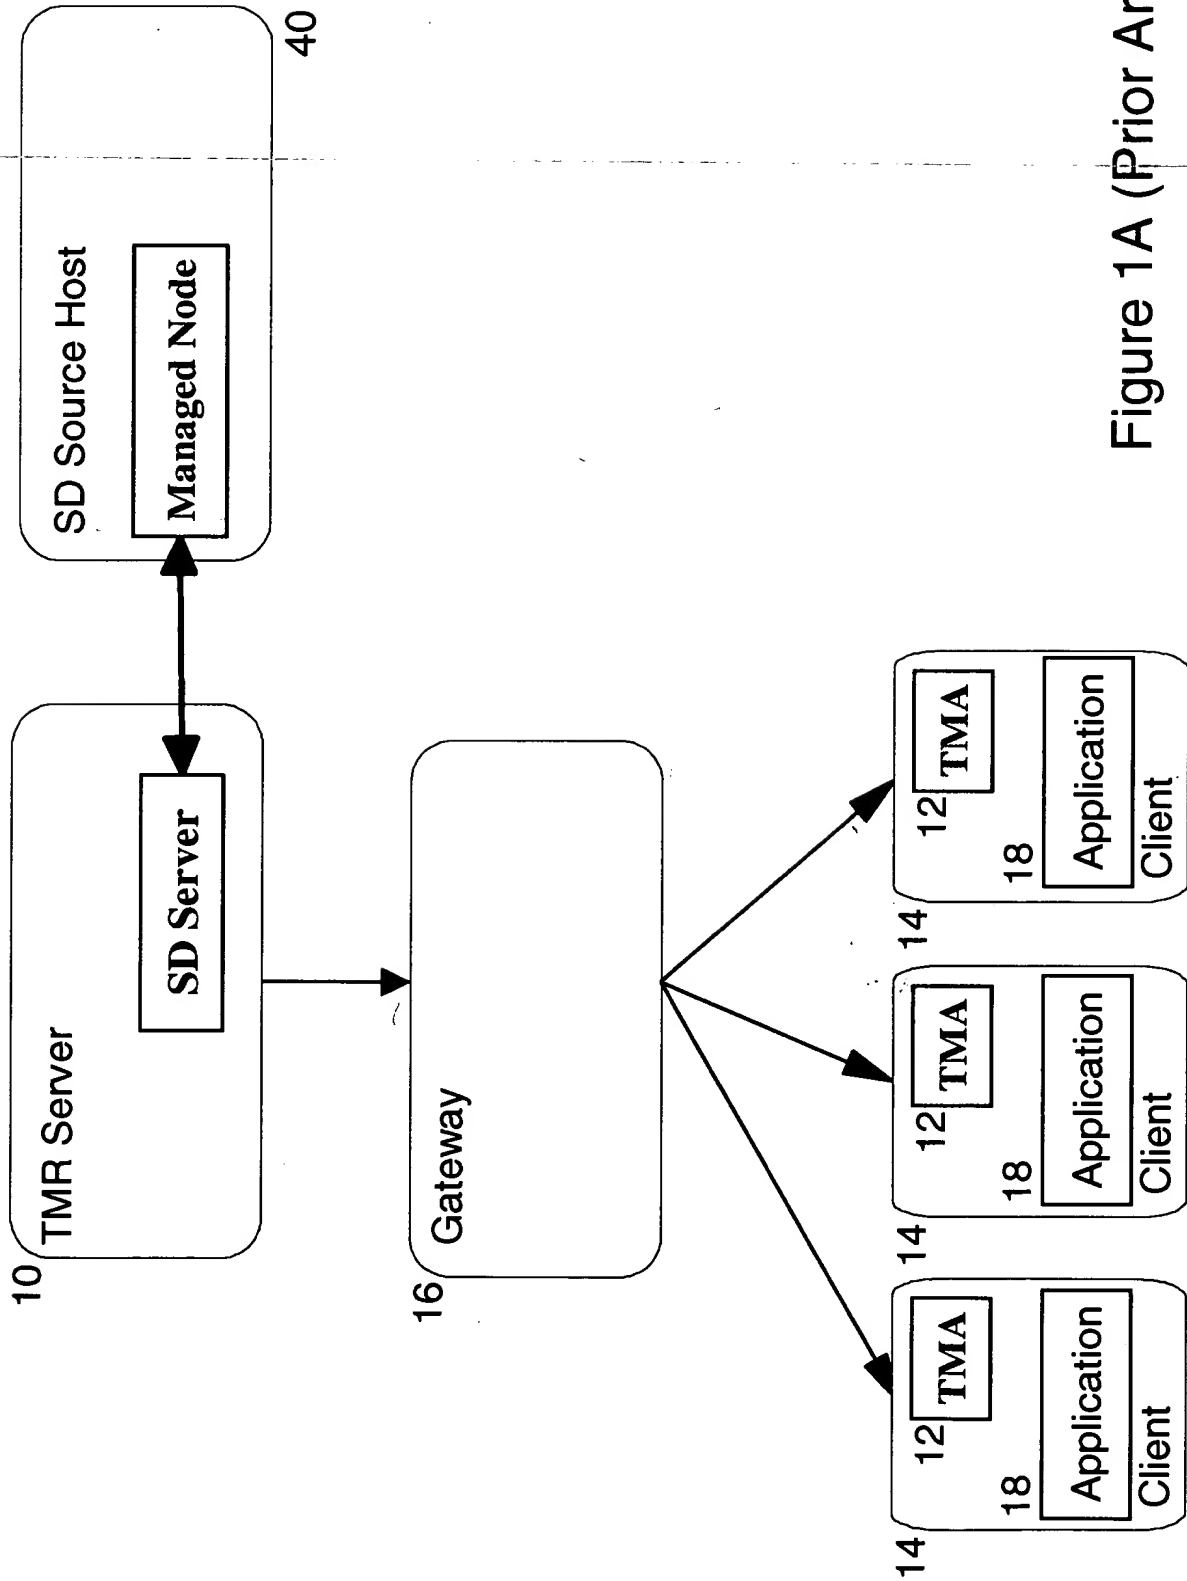 10
TMR Server
SD Server
SD Source Host
Managed Node
40
16
Gateway
14
12
TMA
18
Application
Client
14
12
TMA
18
Application
Client
14
12
TMA
18
Application
Client
Figure 1A (Prior Ar